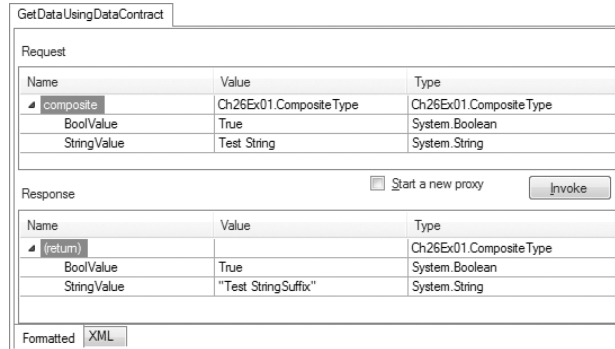 GetDataUsingDataContract
Request
Name Value Type
composite Ch26Ex01.CompositeType Ch26Ex01.CompositeType
BoolValue True System.Boolean
StringValue Test String System.String
Start a new proxy Invoke
Response
Name Value Type
(return) Ch26Ex01.CompositeType
BoolValue True System.Boolean
StringValue "Test StringSuffix" System.String
Formatted XML